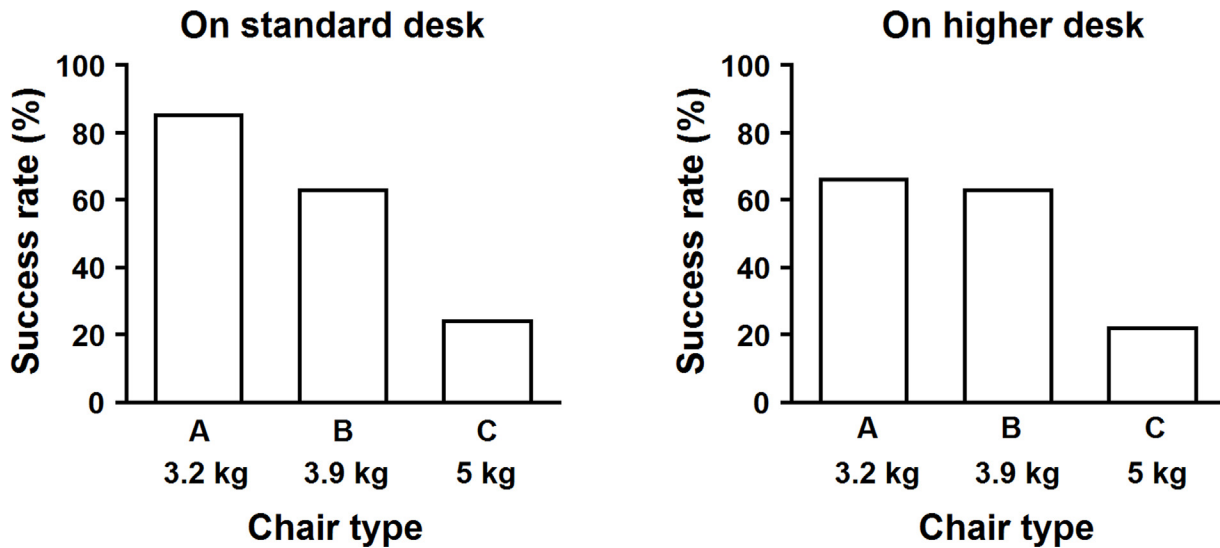 On standard desk
Success rate (%)
100
80
60
40
20
0
A B C
3.2 kg 3.9 kg 5 kg
Chair type
On higher desk
Success rate (%)
100
80
60
40
20
0
A B C
3.2 kg 3.9 kg 5 kg
Chair type